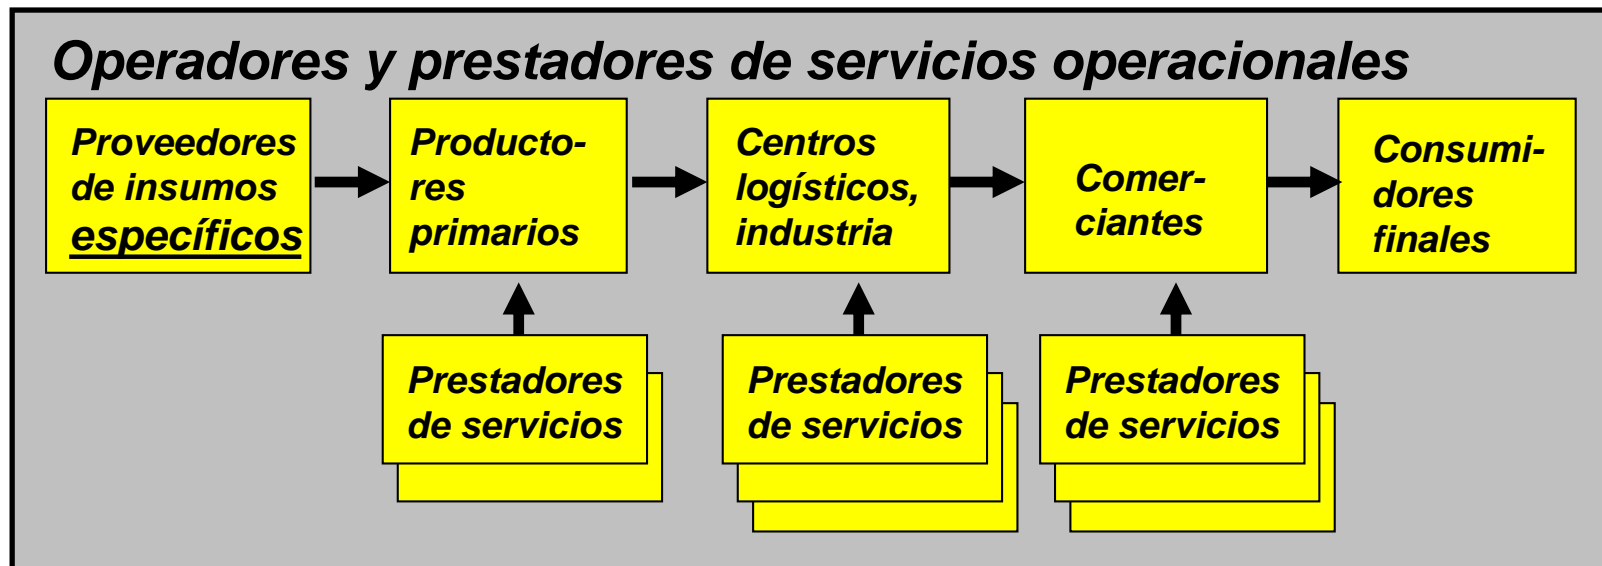 Operadores y prestadores de servicios operacionales
Proveedores
de insumos
específicos
Producto-
res
primarios
Centros
logísticos,
industria
Comer-
ciantes
Consumi-
dores
finales
Prestadores
de servicios
Prestadores
de servicios
Prestadores
de servicios